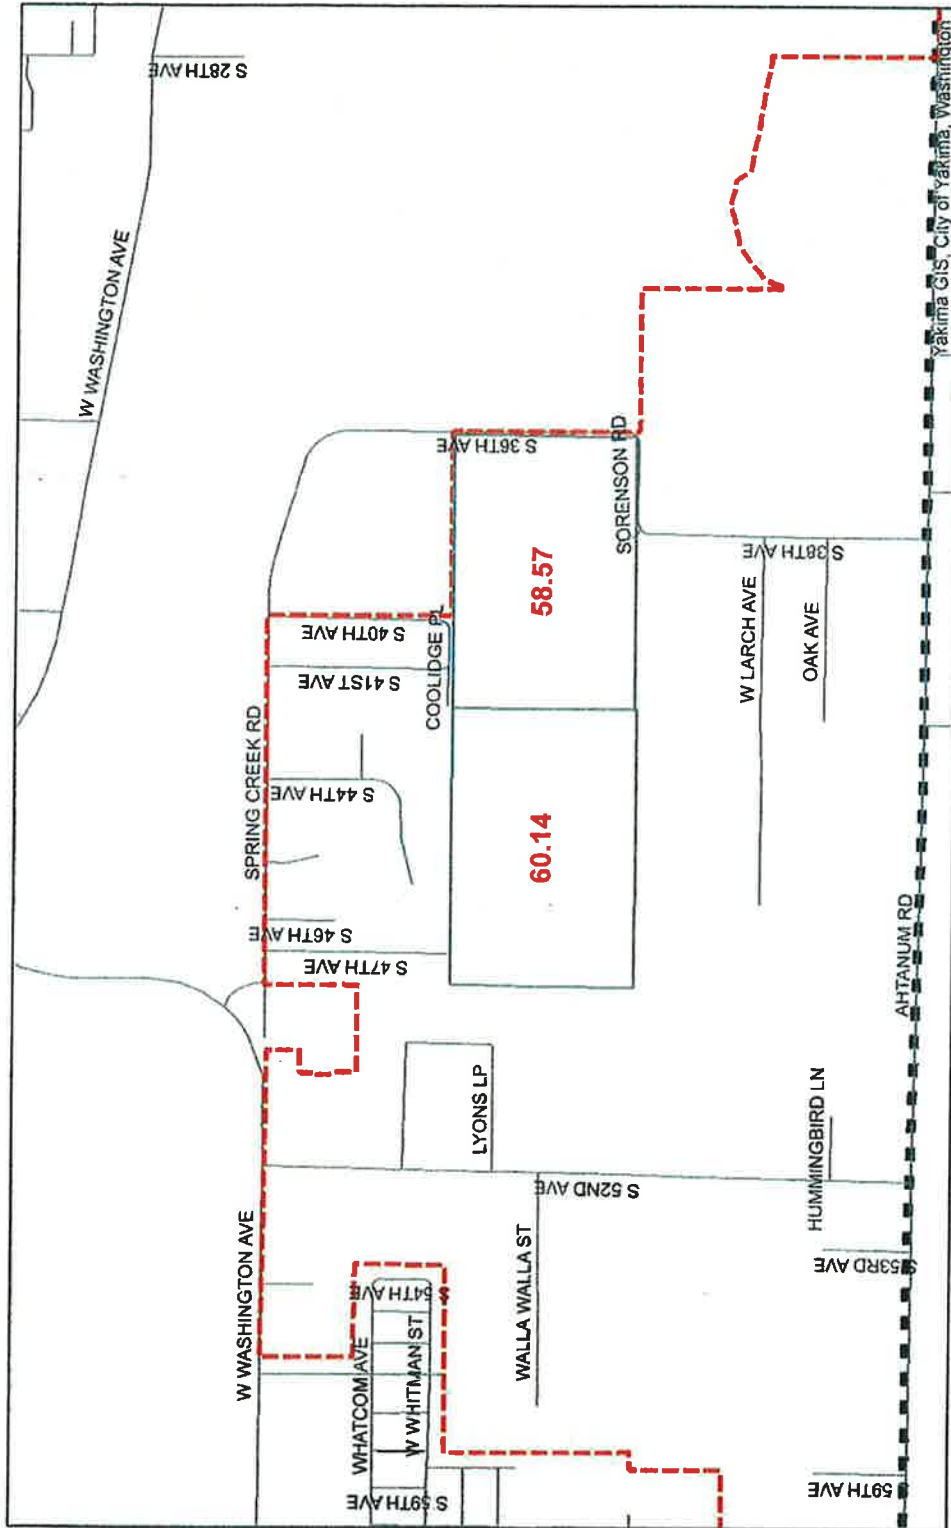 S 28TH AVE
W WASHINGTON AVE
S 36TH AVE
SORENSON RD
58.57
S 40TH AVE
COOLIDGE PL
S 41ST AVE
S 38TH AVE
W LARCH AVE
OAK AVE
SPRING CREEK RD
S 44TH AVE
60.14
S 46TH AVE
S 47TH AVE
AHTANUM RD
LYONS LP
S 52ND AVE
HUMMINGBIRD LN
S 53RD AVE
W WASHINGTON AVE
S 54TH AVE
WHATCOM AVE
W WHITMAN ST
WALLA WALLA ST
S 59TH AVE
59TH AVE
Yakima GIS, City of Yakima, Washington